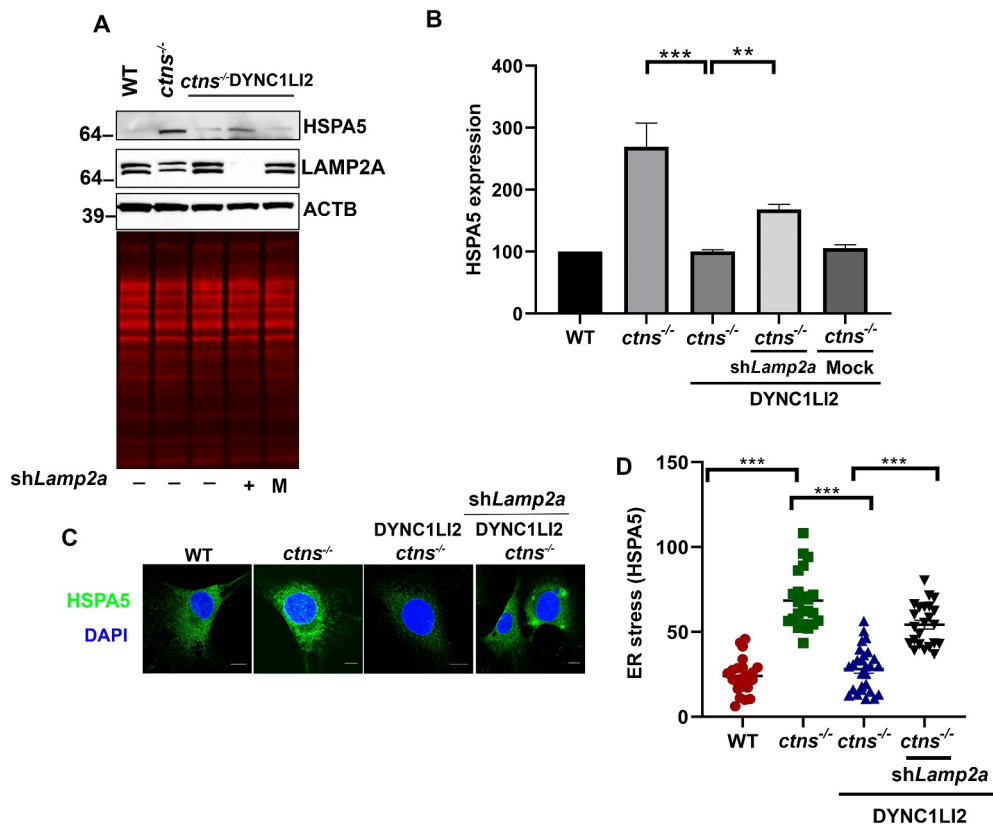 A
WT
ctns-/-
ctns-/-DYNC1LI2
64
HSPA5
64
LAMP2A
39
ACTB
shLamp2a
– – – + M
B
HSPA5 expression
400
300
200
100
0
*** **
WT ctns-/- ctns-/- ctns-/- ctns-/-
shLamp2a Mock
DYNC1LI2
C
shLamp2a
DYNC1LI2 DYNC1LI2
WT ctns-/- ctns-/- ctns-/-
HSPA5
DAPI
D
ER stress (HSPA5)
150
100
50
0
*** *** ***
WT ctns-/- ctns-/- ctns-/-
shLamp2a
DYNC1LI2